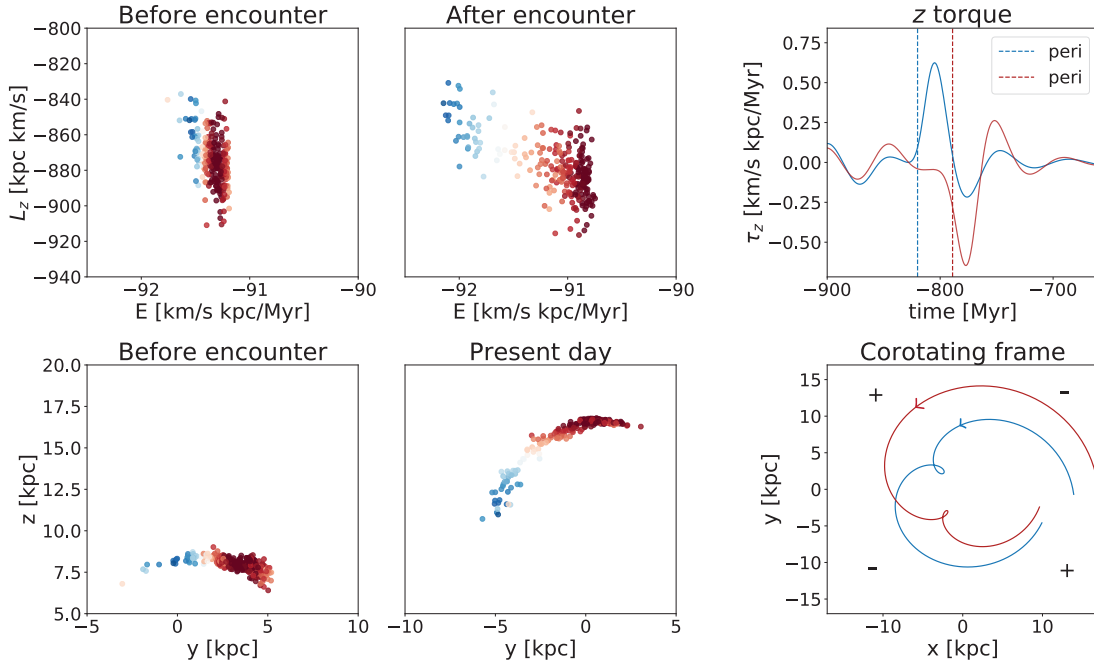 Before encounter
After encounter
z torque
−800
−820
−840
−860
−880
−900
−920
−940
L_z [kpc km/s]
−92
−91
−90
E [km/s kpc/Myr]
−92
−91
−90
E [km/s kpc/Myr]
0.75
0.50
0.25
0.00
−0.25
−0.50
τ_z [km/s kpc/Myr]
peri
peri
−900
−800
−700
time [Myr]
Before encounter
Present day
Corotating frame
20.0
17.5
15.0
12.5
10.0
7.5
5.0
z [kpc]
−5
0
5
10
y [kpc]
−10
−5
0
5
y [kpc]
15
10
5
0
−5
−10
−15
y [kpc]
+
-
-
+
−10
0
10
x [kpc]